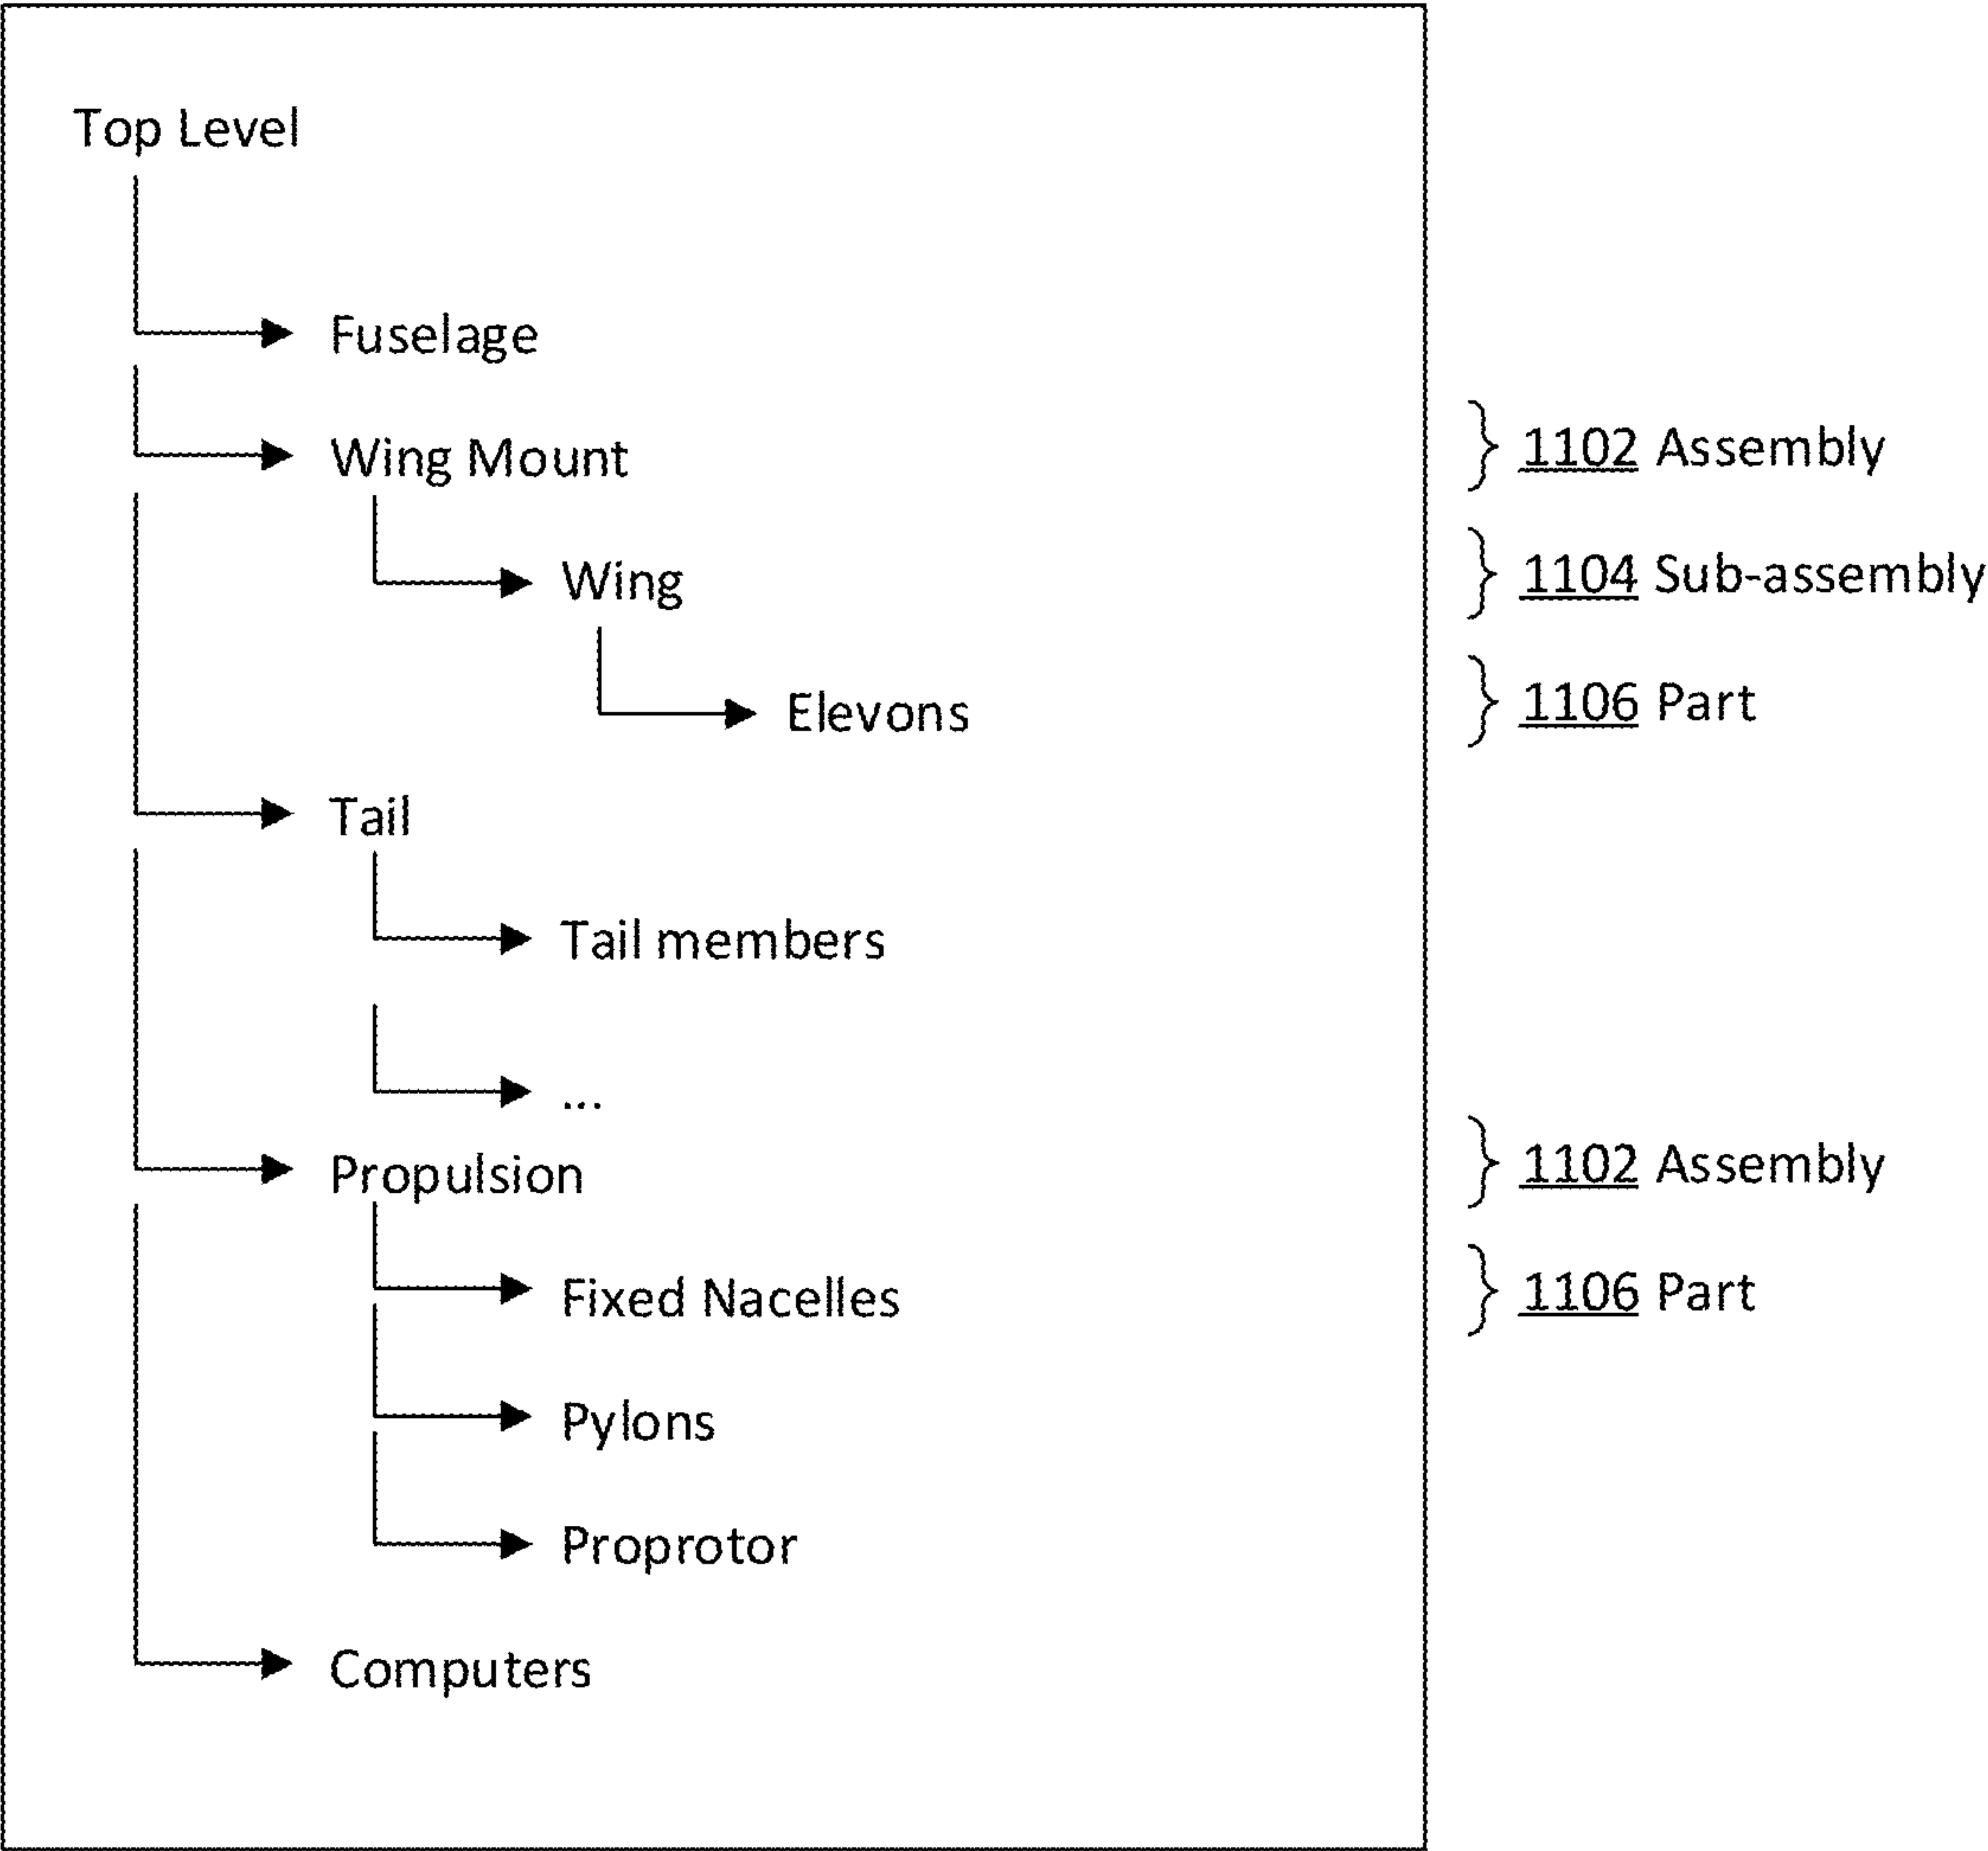 Top Level
Fuselage
Wing Mount
1102 Assembly
Wing
1104 Sub-assembly
Elevons
1106 Part
Tail
Tail members
...
Propulsion
1102 Assembly
Fixed Nacelles
1106 Part
Pylons
Proprotor
Computers